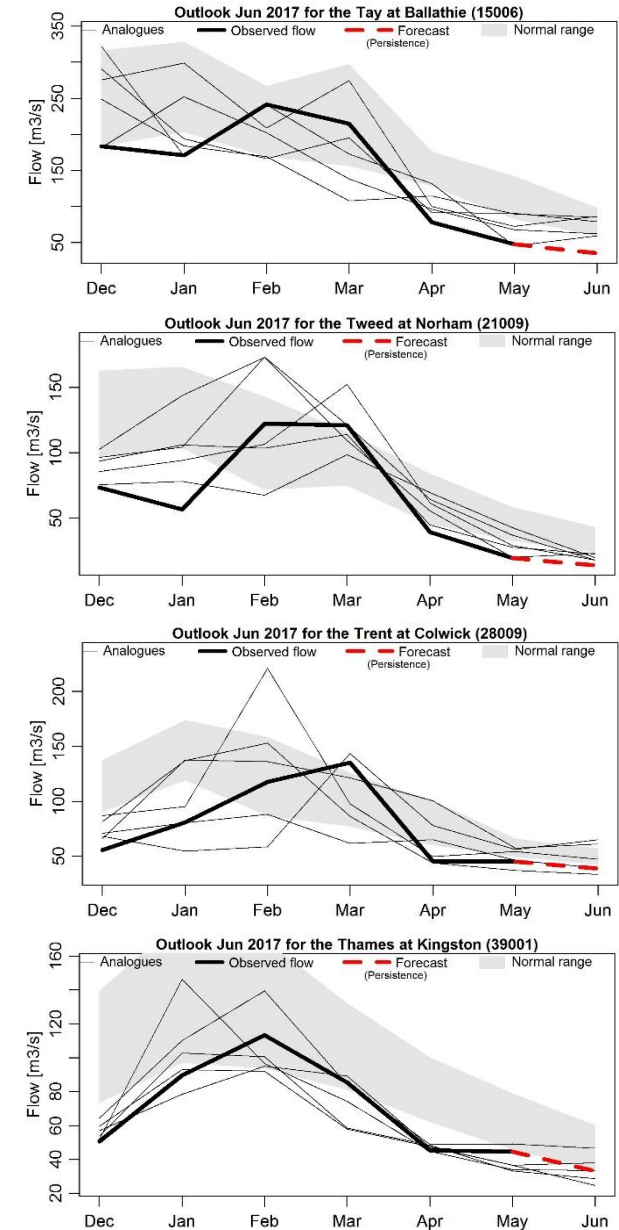 Outlook Jun 2017 for the Tay at Ballathie (15006)
Analogues Observed flow Forecast Normal range
(Persistence)
Flow [m3/s]
350
250
150
50
Dec Jan Feb Mar Apr May Jun
Outlook Jun 2017 for the Tweed at Norham (21009)
Analogues Observed flow Forecast Normal range
(Persistence)
Flow [m3/s]
150
100
50
Dec Jan Feb Mar Apr May Jun
Outlook Jun 2017 for the Trent at Colwick (28009)
Analogues Observed flow Forecast Normal range
(Persistence)
Flow [m3/s]
200
150
100
50
Dec Jan Feb Mar Apr May Jun
Outlook Jun 2017 for the Thames at Kingston (39001)
Analogues Observed flow Forecast Normal range
(Persistence)
Flow [m3/s]
160
120
80
60
40
20
Dec Jan Feb Mar Apr May Jun